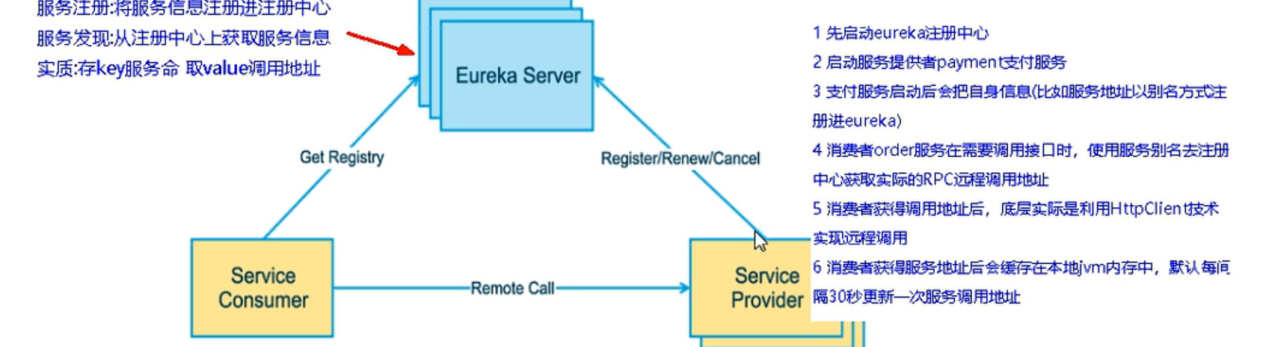 服务注册:将服务信息注册进注册中心
服务发现:从注册中心上获取服务信息
实质:存key服务命 取value调用地址
Eureka Server
Get Registry
Register/Renew/Cancel
Service
Consumer
Remote Call
Service
Provider
1 先启动eureka注册中心
2 启动服务提供者payment支付服务
3 支付服务启动后会把自身信息(比如服务地址以别名方式注
册进eureka)
4 消费者order服务在需要调用接口时，使用服务别名去注册
中心获取实际的RPC远程调用地址
5 消费者获得调用地址后，底层实际是利用HttpClient技术
实现远程调用
6 消费者获得服务地址后会缓存在本地jvm内存中，默认每间
隔30秒更新一次服务调用地址